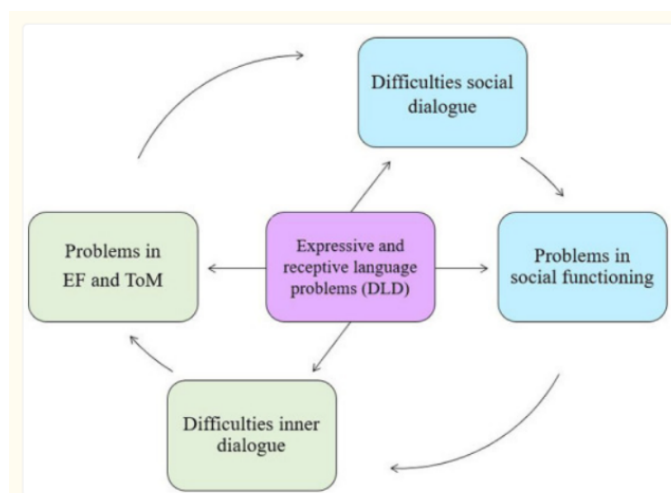 Difficulties social
dialogue
Problems in
EF and ToM
Expressive and
receptive language
problems (DLD)
Problems in
social functioning
Difficulties inner
dialogue